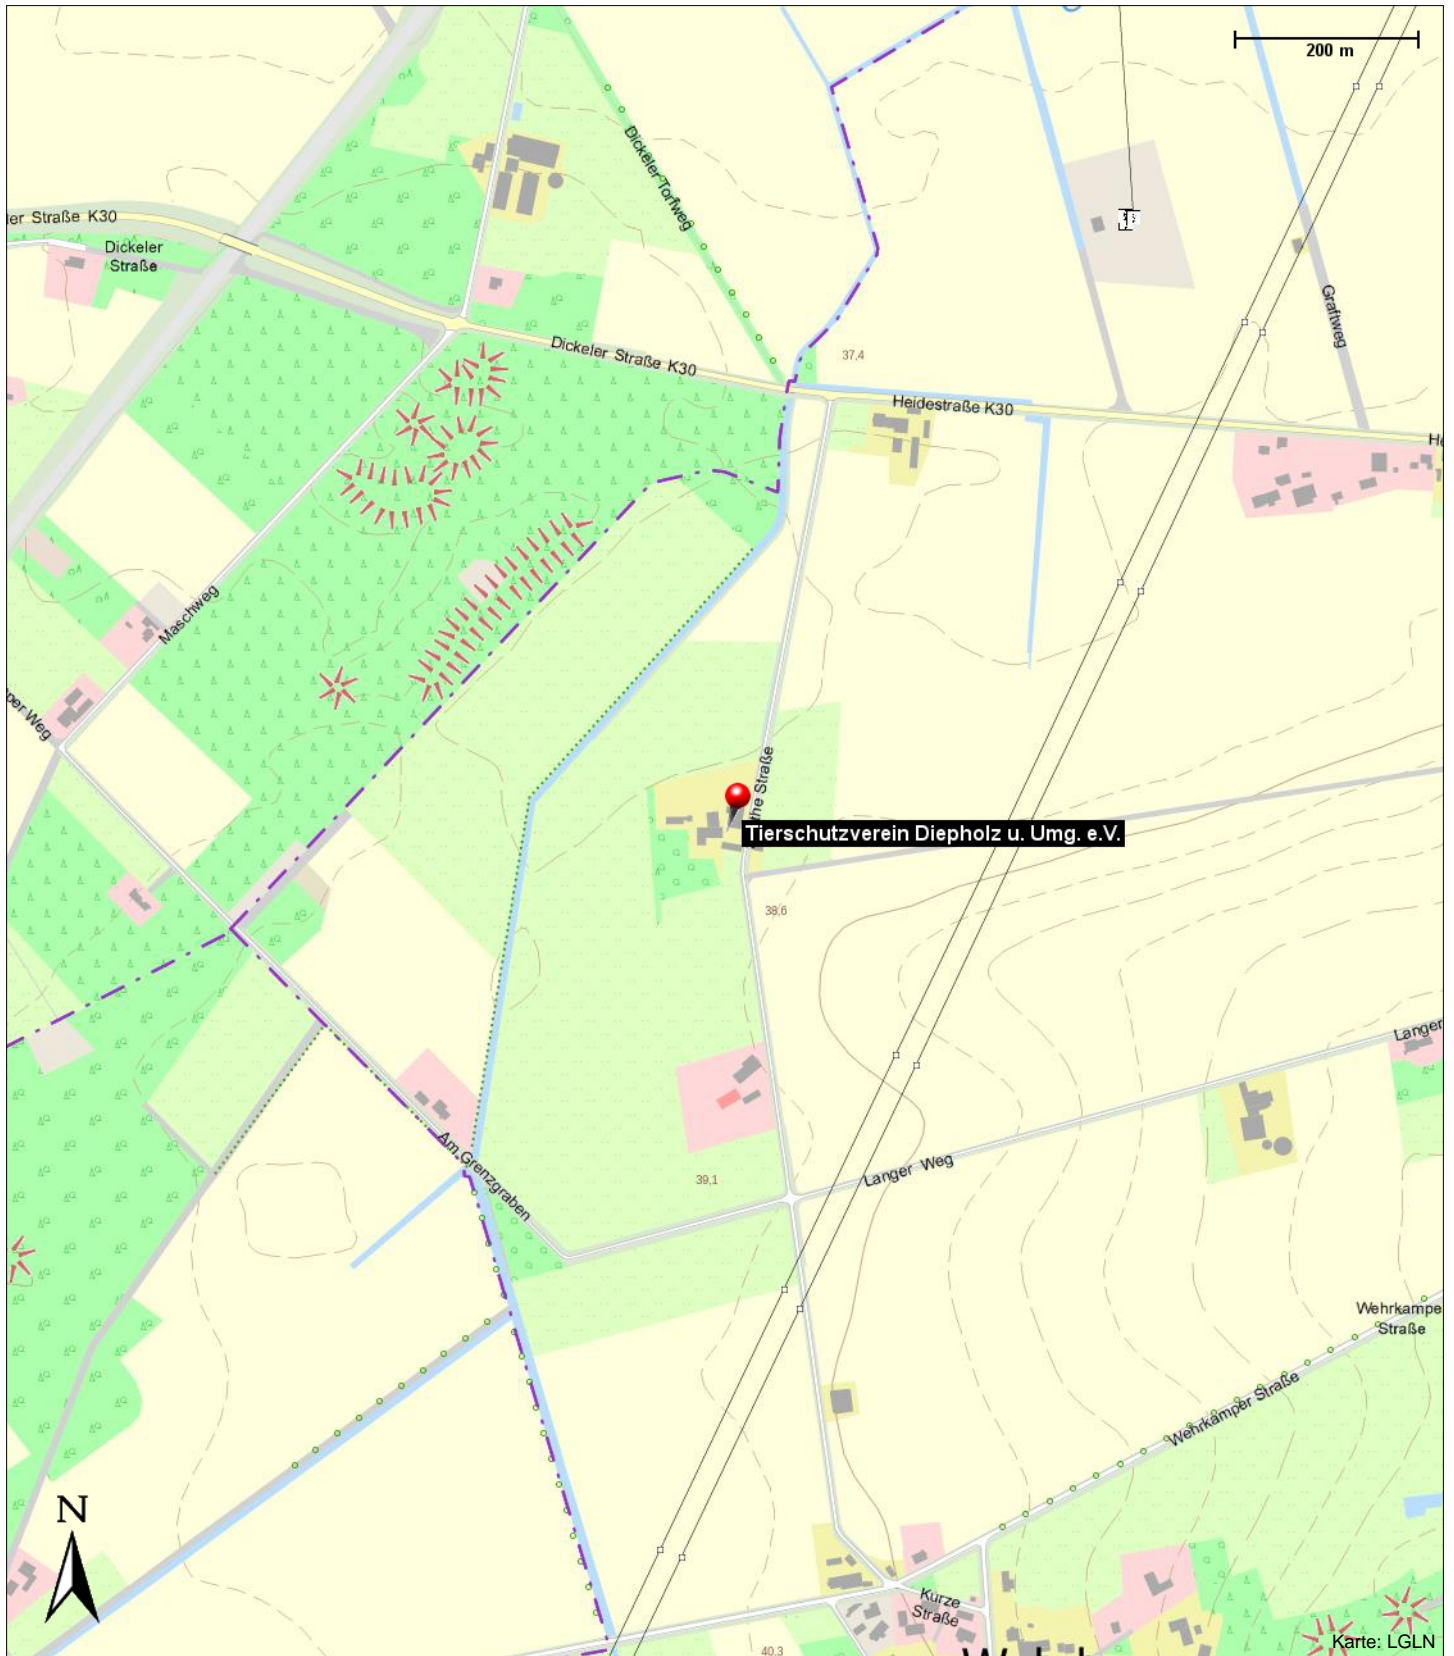 200 m
Dickeler Torfweg
ler Straße K30
Dickeler
Straße
Graftweg
Dickeler Straße K30
37,4
Heidestraße K30
Maschweg
per Weg
the Straße
Tierschutzverein Diepholz u. Umg. e.V.
38,6
Langer
Am Grenzgraben
Langer Weg
39,1
Wehrkampe
Straße
Wehrkamper Straße
N
Kurze
Straße
40,3
Karte: LGLN